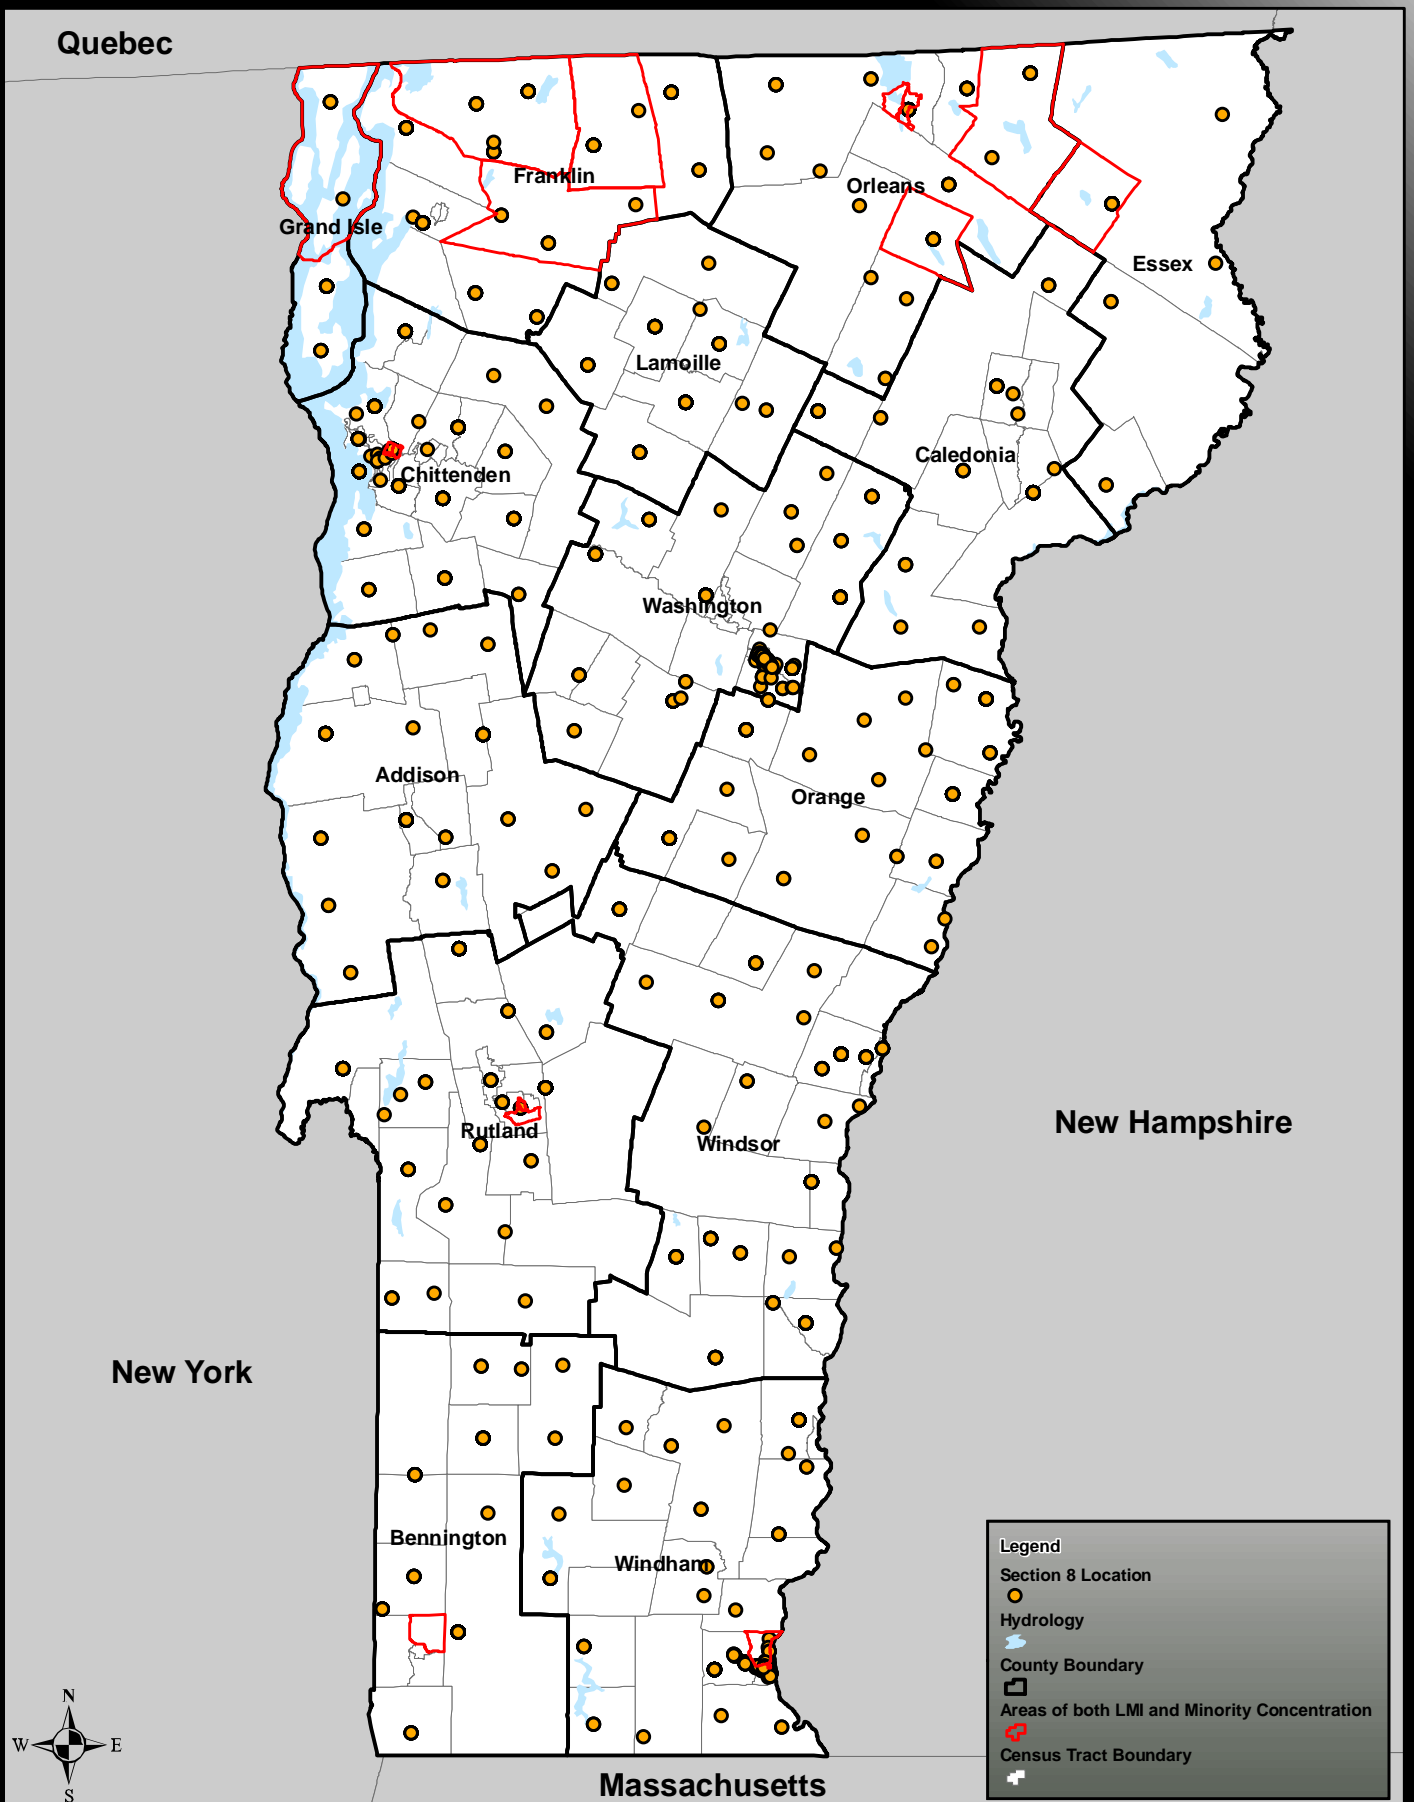 Quebec
Franklin
Orleans
Grand Isle
Essex
Lamoille
Caledonia
Chittenden
Washington
Addison
Orange
New Hampshire
Rutland
Windsor
New York
Bennington
Windham
Legend
Section 8 Location
Hydrology
County Boundary
Areas of both LMI and Minority Concentration
Census Tract Boundary
N
W
E
S
Massachusetts